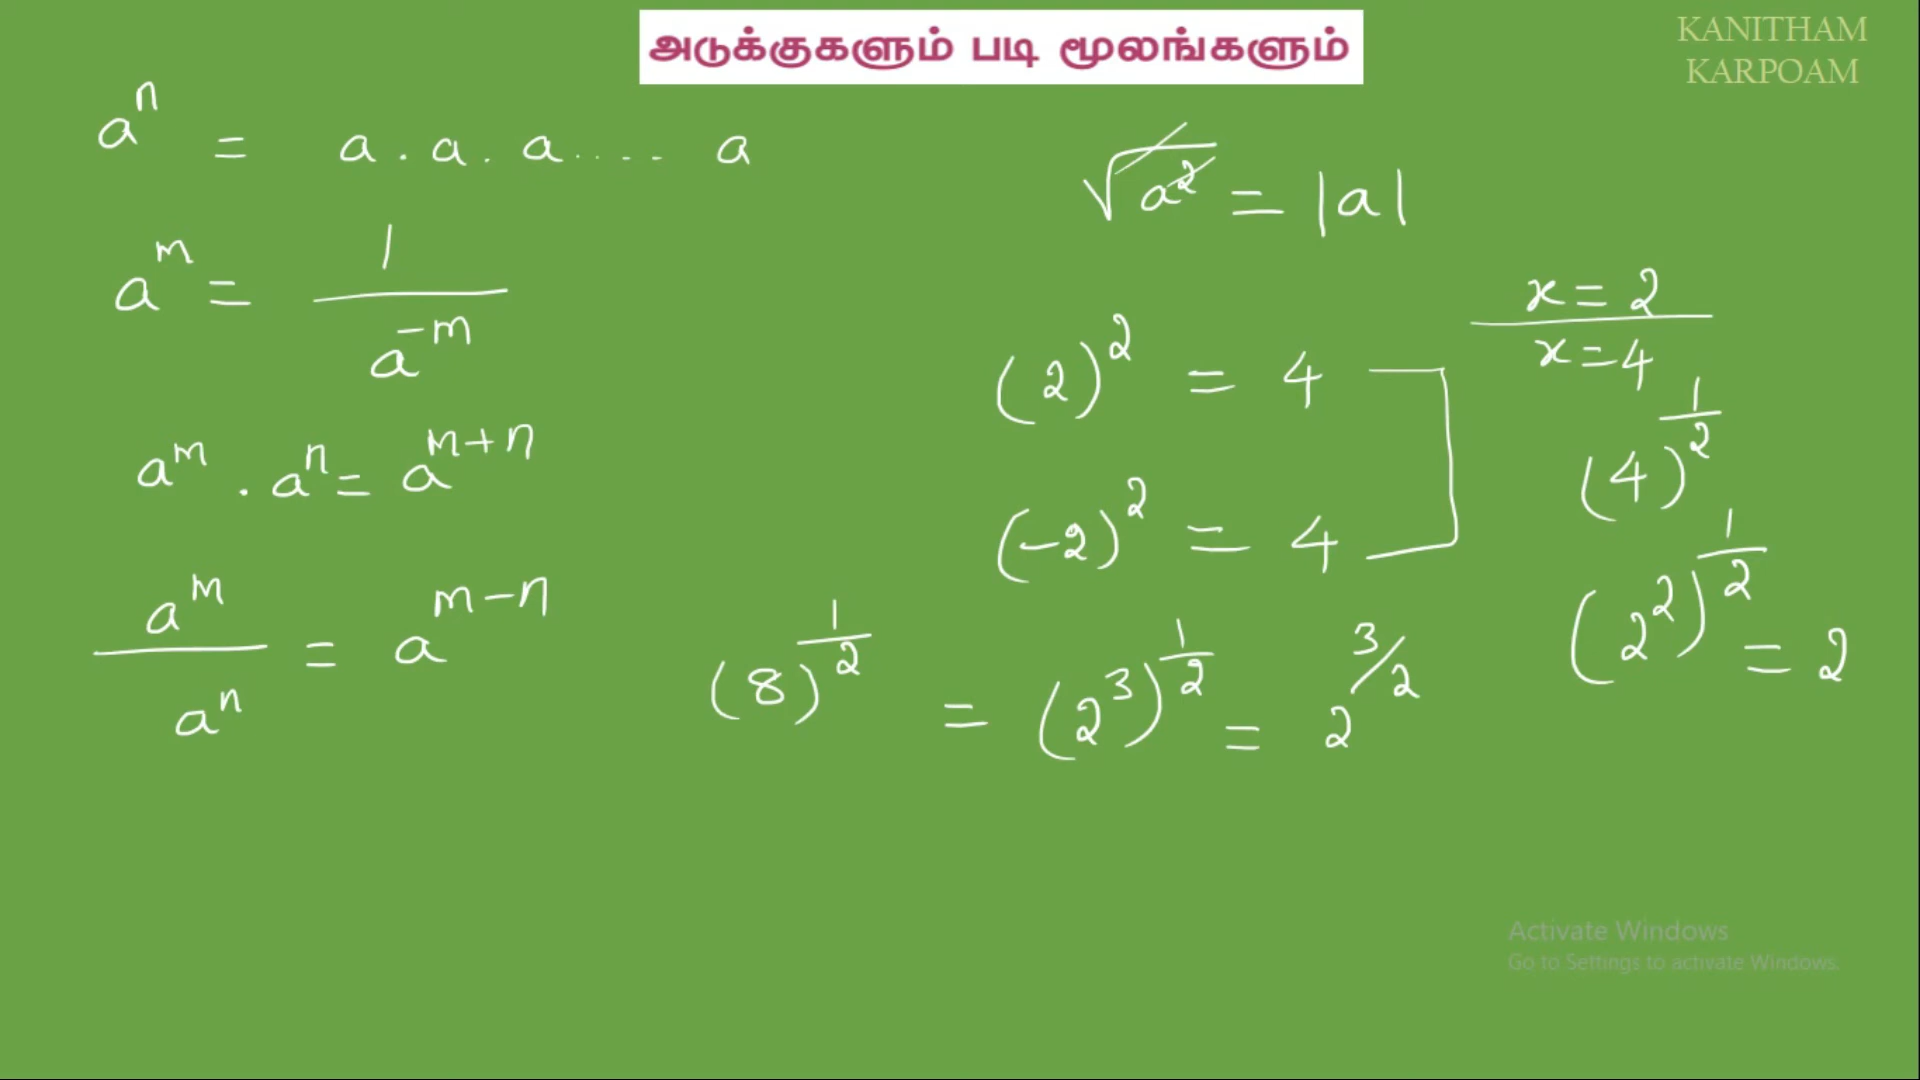 அடுக்குகளும் படி மூலங்களும்
KANITHAM
KARPOAM
aⁿ = a . a . a ..... a
a^m = 1 / a^-m
a^m . a^n = a^m+n
a^m / a^n = a^m-n
√a² = |a|
(2)² = 4
(-2)² = 4
x = 2
x = 4
(4)^1/2
(2²)^1/2 = 2
(8)^1/2 = (2³)^1/2 = 2^3/2
Activate Windows
Go to Settings to activate Windows.